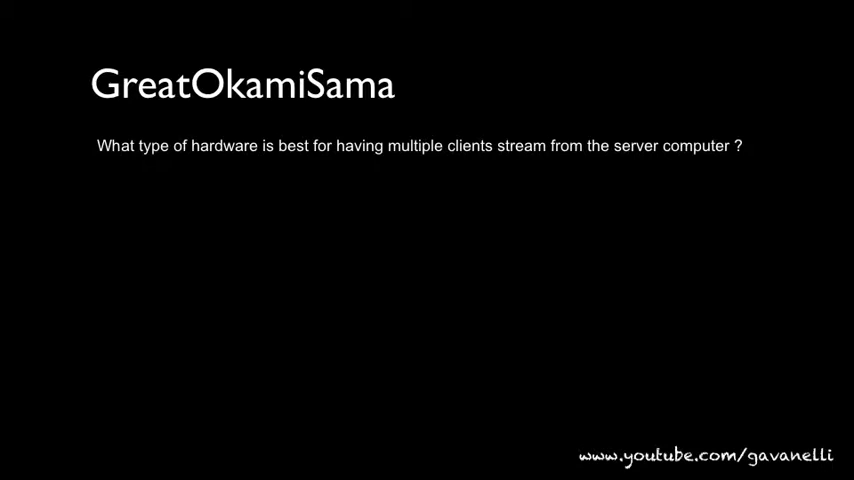 GreatOkamiSama
What type of hardware is best for having multiple clients stream from the server computer ?
www.youtube.com/gavanelli